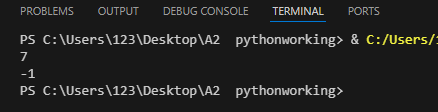 PROBLEMS OUTPUT DEBUG CONSOLE TERMINAL PORTS
PS C:\Users\123\Desktop\A2  pythonworking> & C:/Users/
7
-1
PS C:\Users\123\Desktop\A2  pythonworking>